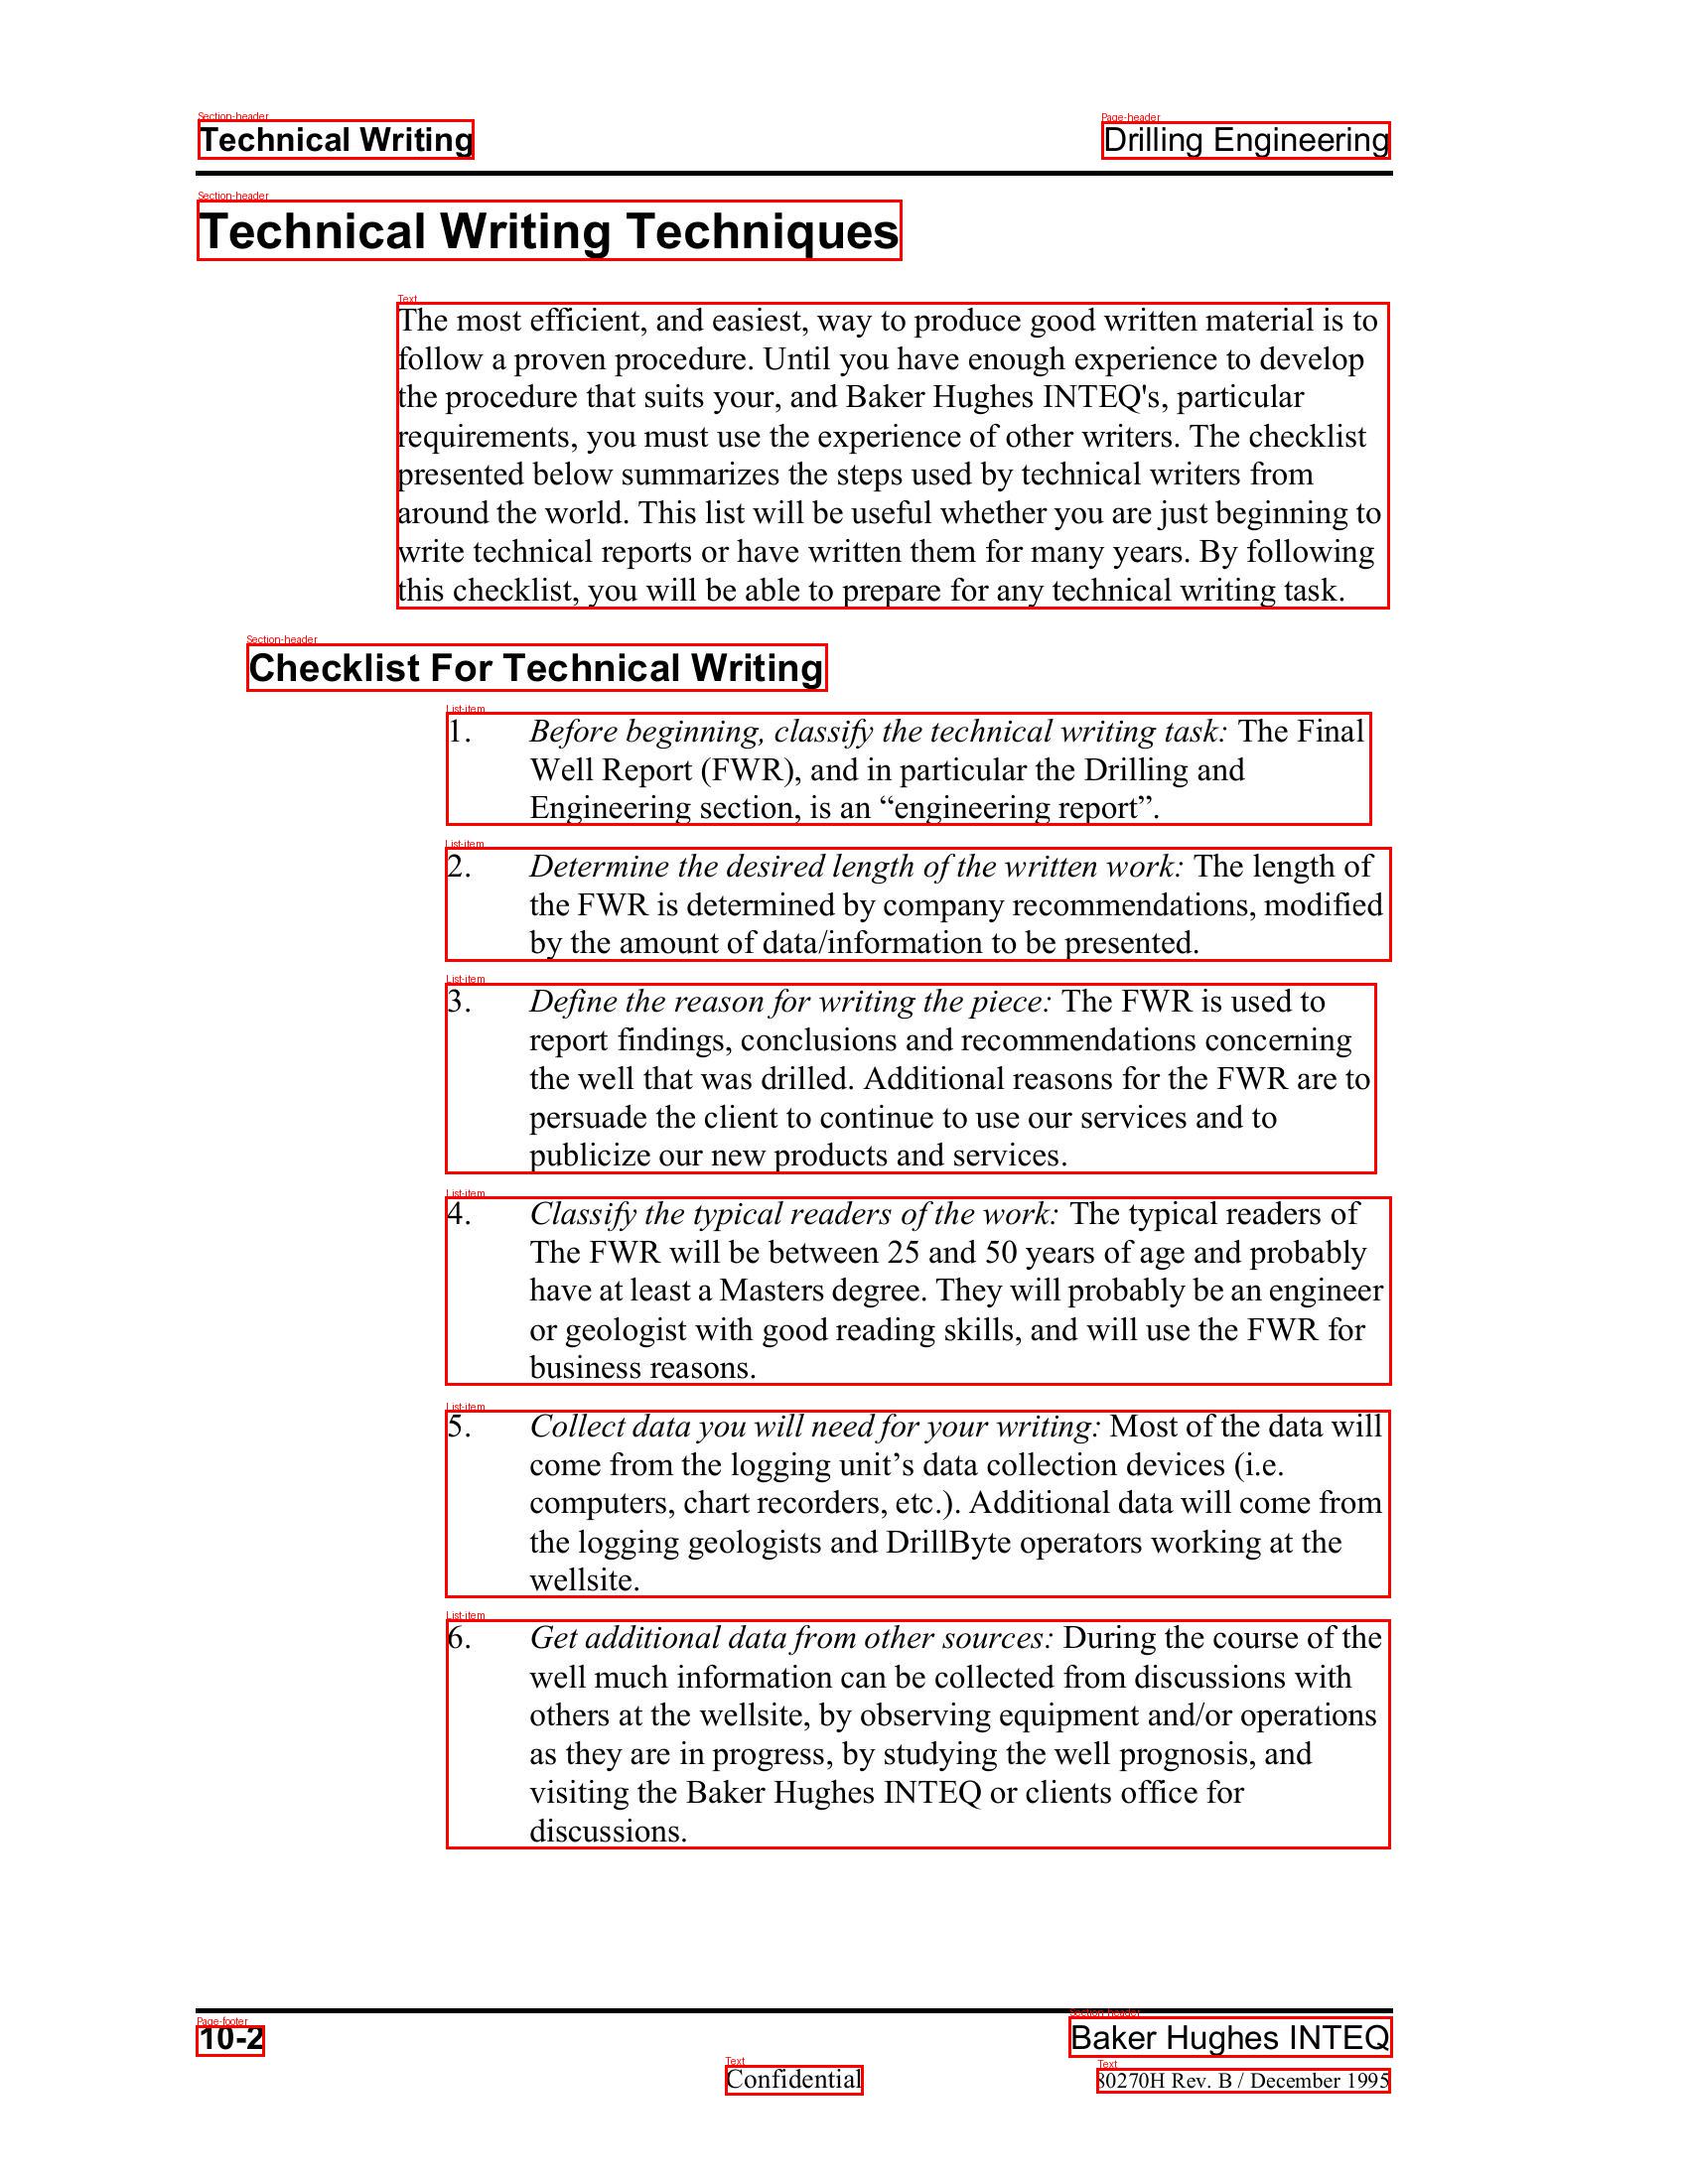 Section-header
Technical Writing
Page-header
Drilling Engineering
Section-header
Technical Writing Techniques
Text
The most efficient, and easiest, way to produce good written material is to
follow a proven procedure. Until you have enough experience to develop
the procedure that suits your, and Baker Hughes INTEQ's, particular
requirements, you must use the experience of other writers. The checklist
presented below summarizes the steps used by technical writers from
around the world. This list will be useful whether you are just beginning to
write technical reports or have written them for many years. By following
this checklist, you will be able to prepare for any technical writing task.
Section-header
Checklist For Technical Writing
List-item
1. Before beginning, classify the technical writing task: The Final
Well Report (FWR), and in particular the Drilling and
Engineering section, is an “engineering report”.
List-item
2. Determine the desired length of the written work: The length of
the FWR is determined by company recommendations, modified
by the amount of data/information to be presented.
List-item
3. Define the reason for writing the piece: The FWR is used to
report findings, conclusions and recommendations concerning
the well that was drilled. Additional reasons for the FWR are to
persuade the client to continue to use our services and to
publicize our new products and services.
List-item
4. Classify the typical readers of the work: The typical readers of
The FWR will be between 25 and 50 years of age and probably
have at least a Masters degree. They will probably be an engineer
or geologist with good reading skills, and will use the FWR for
business reasons.
List-item
5. Collect data you will need for your writing: Most of the data will
come from the logging unit’s data collection devices (i.e.
computers, chart recorders, etc.). Additional data will come from
the logging geologists and DrillByte operators working at the
wellsite.
List-item
6. Get additional data from other sources: During the course of the
well much information can be collected from discussions with
others at the wellsite, by observing equipment and/or operations
as they are in progress, by studying the well prognosis, and
visiting the Baker Hughes INTEQ or clients office for
discussions.
Page-footer
10-2
Section-header
Baker Hughes INTEQ
Text
Confidential
Text
80270H Rev. B / December 1995